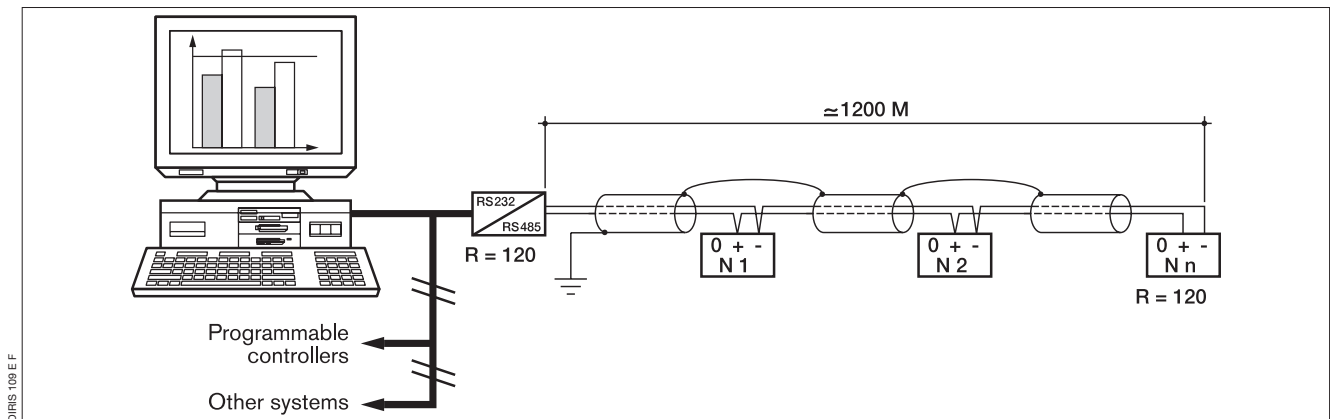 ≃1200 M
RS232
RS485
R = 120
0 + -
N 1
0 + -
N 2
0 + -
N n
R = 120
Programmable
controllers
Other systems
DIRIS 109 E F